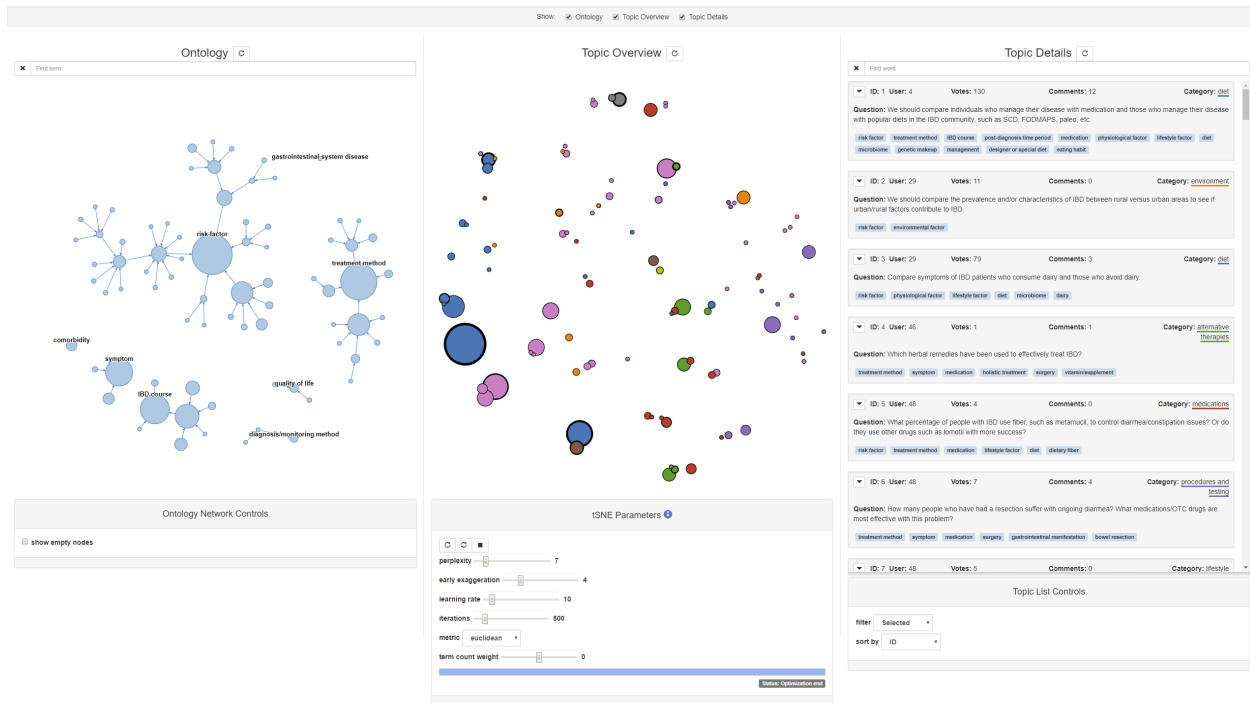 Show: Ontology Topic Overview Topic Details
Ontology
Find term
gastrointestinal system disease
risk factor
treatment method
comorbidity
symptom
IBD course
quality of life
diagnosis/monitoring method
Ontology Network Controls
show empty nodes
Topic Overview
tSNE Parameters
perplexity 7
early exaggeration 4
learning rate 10
iterations 500
metric euclidean
term count weight 0
Status: Optimization end
Topic Details
Find word
ID: 1 User: 4 Votes: 130 Comments: 12 Category: diet
Question: We should compare individuals who manage their disease with medication and those who manage their disease
with popular diets in the IBD community, such as SCD, FODMAPS, paleo, etc.
risk factor treatment method IBD course post-diagnosis time period medication physiological factor lifestyle factor diet
microbiome genetic makeup management designer or special diet eating habit
ID: 2 User: 29 Votes: 11 Comments: 0 Category: environment
Question: We should compare the prevalence and/or characteristics of IBD between rural versus urban areas to see if
urban/rural factors contribute to IBD
risk factor environmental factor
ID: 3 User: 29 Votes: 79 Comments: 3 Category: diet
Question: Compare symptoms of IBD patients who consume dairy and those who avoid dairy.
risk factor physiological factor lifestyle factor diet microbiome dairy
ID: 4 User: 46 Votes: 1 Comments: 1 Category: alternative
therapies
Question: Which herbal remedies have been used to effectively treat IBD?
treatment method symptom medication holistic treatment surgery vitamin/supplement
ID: 5 User: 48 Votes: 4 Comments: 0 Category: medications
Question: What percentage of people with IBD use fiber, such as metamucil, to control diarrhea/constipation issues? Or do
they use other drugs such as lomotil with more success?
risk factor treatment method medication lifestyle factor diet dietary fiber
ID: 6 User: 48 Votes: 7 Comments: 4 Category: procedures and
testing
Question: How many people who have had a resection suffer with ongoing diarrhea? What medications/OTC drugs are
most effective with this problem?
treatment method symptom medication surgery gastrointestinal manifestation bowel resection
ID: 7 User: 48 Votes: 5 Comments: 0 Category: lifestyle
Topic List Controls
filter Selected
sort by ID